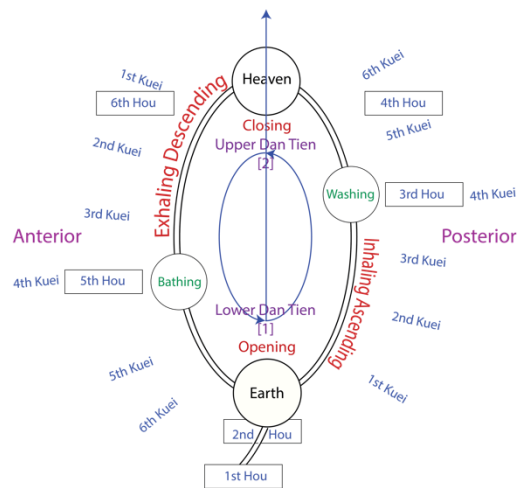 Heaven
6th Kuei
1st Kuei
6th Hou
4th Hou
Closing
5th Kuei
2nd Kuei
Upper Dan Tien
[2]
Exhaling Descending
Washing
3rd Hou
4th Kuei
3rd Kuei
Anterior
Posterior
3rd Kuei
4th Kuei
5th Hou
Bathing
Inhaling Ascending
Lower Dan Tien
[1]
2nd Kuei
Opening
5th Kuei
1st Kuei
Earth
6th Kuei
2nd Hou
1st Hou